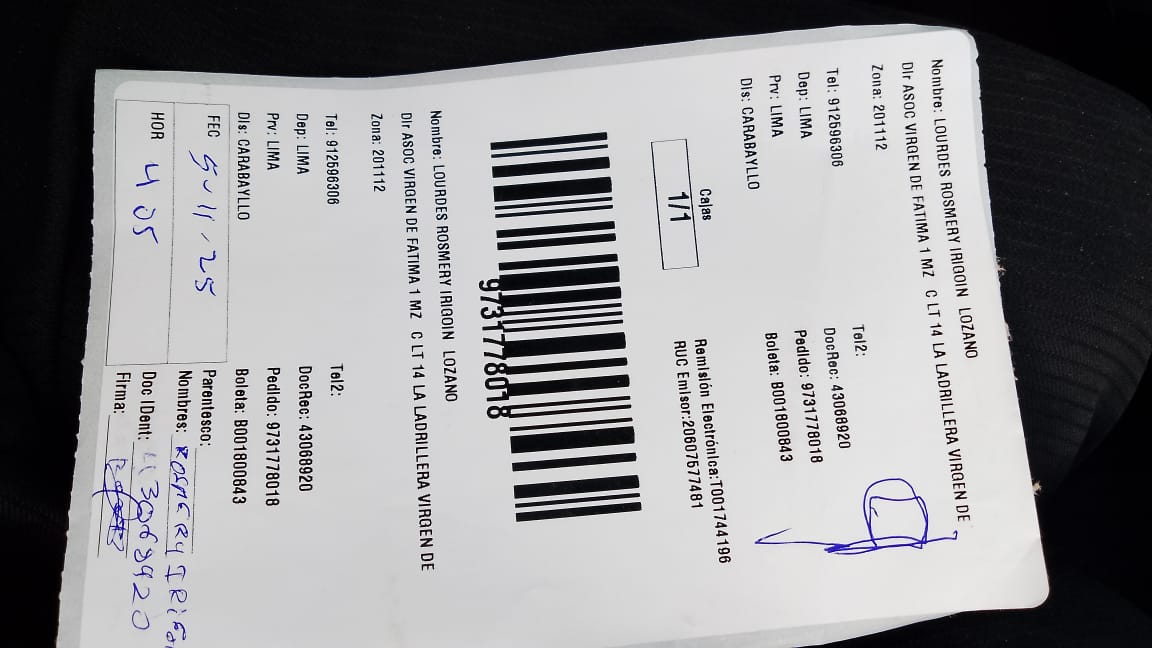 Nombre: LOURDES ROSMERY IRIGOIN LOZANO
Dir ASOC VIRGEN DE FATIMA 1 MZ C LT 14 LA LADRILLERA VIRGEN DE
Zona: 201112
Tel: 912596306 Tel2:
Dep: LIMA DocRec: 43068920
Prv: LIMA Pedido: 9731778018
Dis: CARABAYLLO Boleta: B001800843
Cajas Remisión Electrónica:T001744196
1/1 RUC Emisor:20607577481
9731778018
Nombre: LOURDES ROSMERY IRIGOIN LOZANO
Dir ASOC VIRGEN DE FATIMA 1 MZ C LT 14 LA LADRILLERA VIRGEN DE
Zona: 201112
Tel: 912596306 Tel2:
Dep: LIMA DocRec: 43068920
Prv: LIMA Pedido: 9731778018
Dis: CARABAYLLO Boleta: B001800843
FEC 5.11.25 Parentesco:
Nombres: ROSMERY IRIGO
HOR 4 05 Doc IDent: 43068920
Firma: